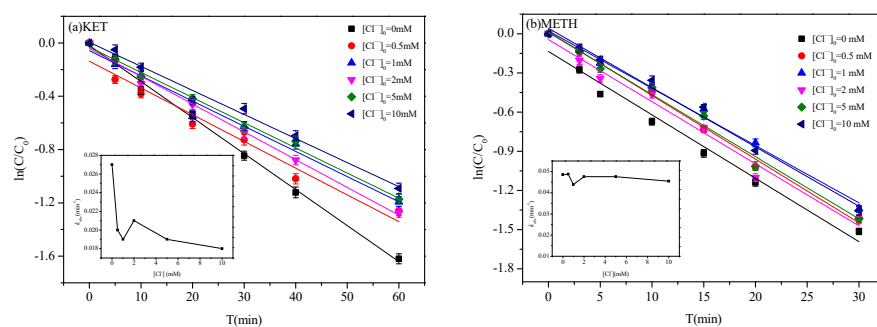 (a)KET
[Cl⁻]₀=0mM
[Cl⁻]₀=0.5mM
[Cl⁻]₀=1mM
[Cl⁻]₀=2mM
[Cl⁻]₀=5mM
[Cl⁻]₀=10mM
ln(C/C₀)
0.0
-0.4
-0.8
-1.2
-1.6
0.028
0.026
0.024
0.022
0.020
0.018
k_obs(min⁻¹)
0 2 4 6 8 10
[Cl⁻] (mM)
0 10 20 30 40 50 60
T(min)
(b)METH
[Cl⁻]₀=0 mM
[Cl⁻]₀=0.5 mM
[Cl⁻]₀=1 mM
[Cl⁻]₀=2 mM
[Cl⁻]₀=5 mM
[Cl⁻]₀=10 mM
ln(C/C₀)
0.0
-0.3
-0.6
-0.9
-1.2
-1.5
-1.8
0.05
0.04
0.03
0.02
0.01
k_obs(min⁻¹)
0 2 4 6 8 10
[Cl⁻](mM)
0 5 10 15 20 25 30
T(min)